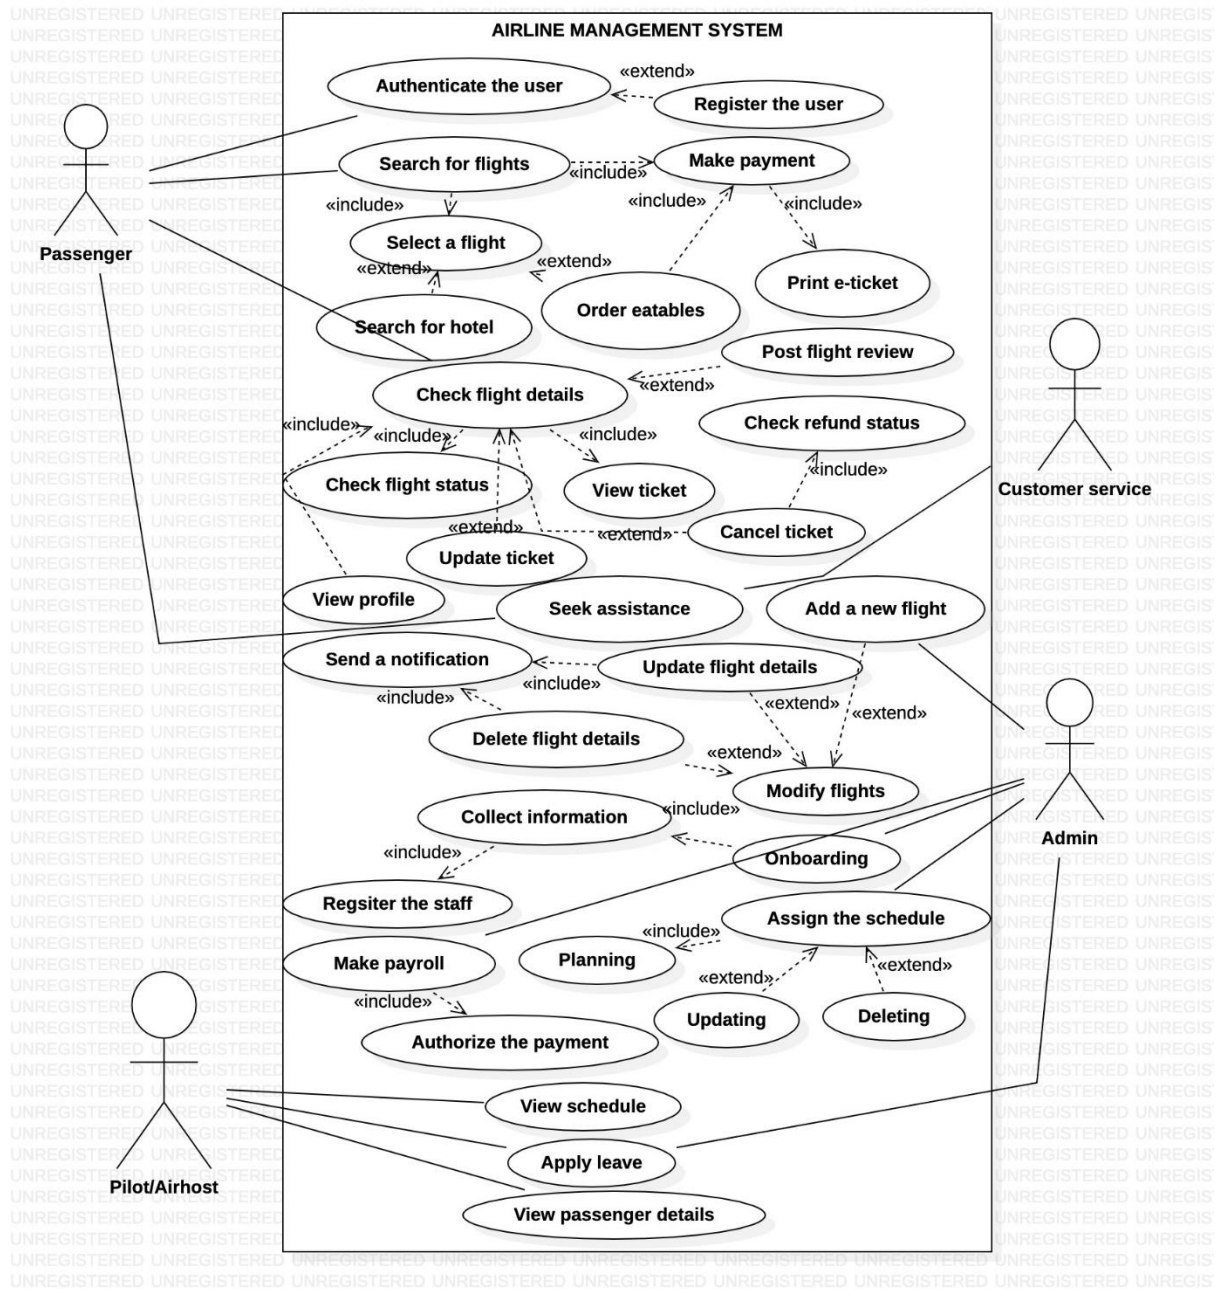 AIRLINE MANAGEMENT SYSTEM
Authenticate the user
«extend»
Register the user
Search for flights
«include»
Make payment
«include»
«include»
«include»
Select a flight
«extend»
«extend»
Passenger
Print e-ticket
Order eatables
Search for hotel
Post flight review
«extend»
Check flight details
Check refund status
«include»
«include»
«include»
«include»
Check flight status
View ticket
Customer service
«extend»
«extend»
Cancel ticket
Update ticket
View profile
Seek assistance
Add a new flight
Send a notification
«include»
Update flight details
«include»
«extend»
«extend»
Delete flight details
«extend»
Modify flights
Collect information
«include»
Admin
«include»
Onboarding
Regsiter the staff
Assign the schedule
«include»
Make payroll
Planning
«extend»
«extend»
«include»
Updating
Deleting
Authorize the payment
View schedule
Apply leave
Pilot/Airhost
View passenger details
UNREGISTERED UNREGISTERED